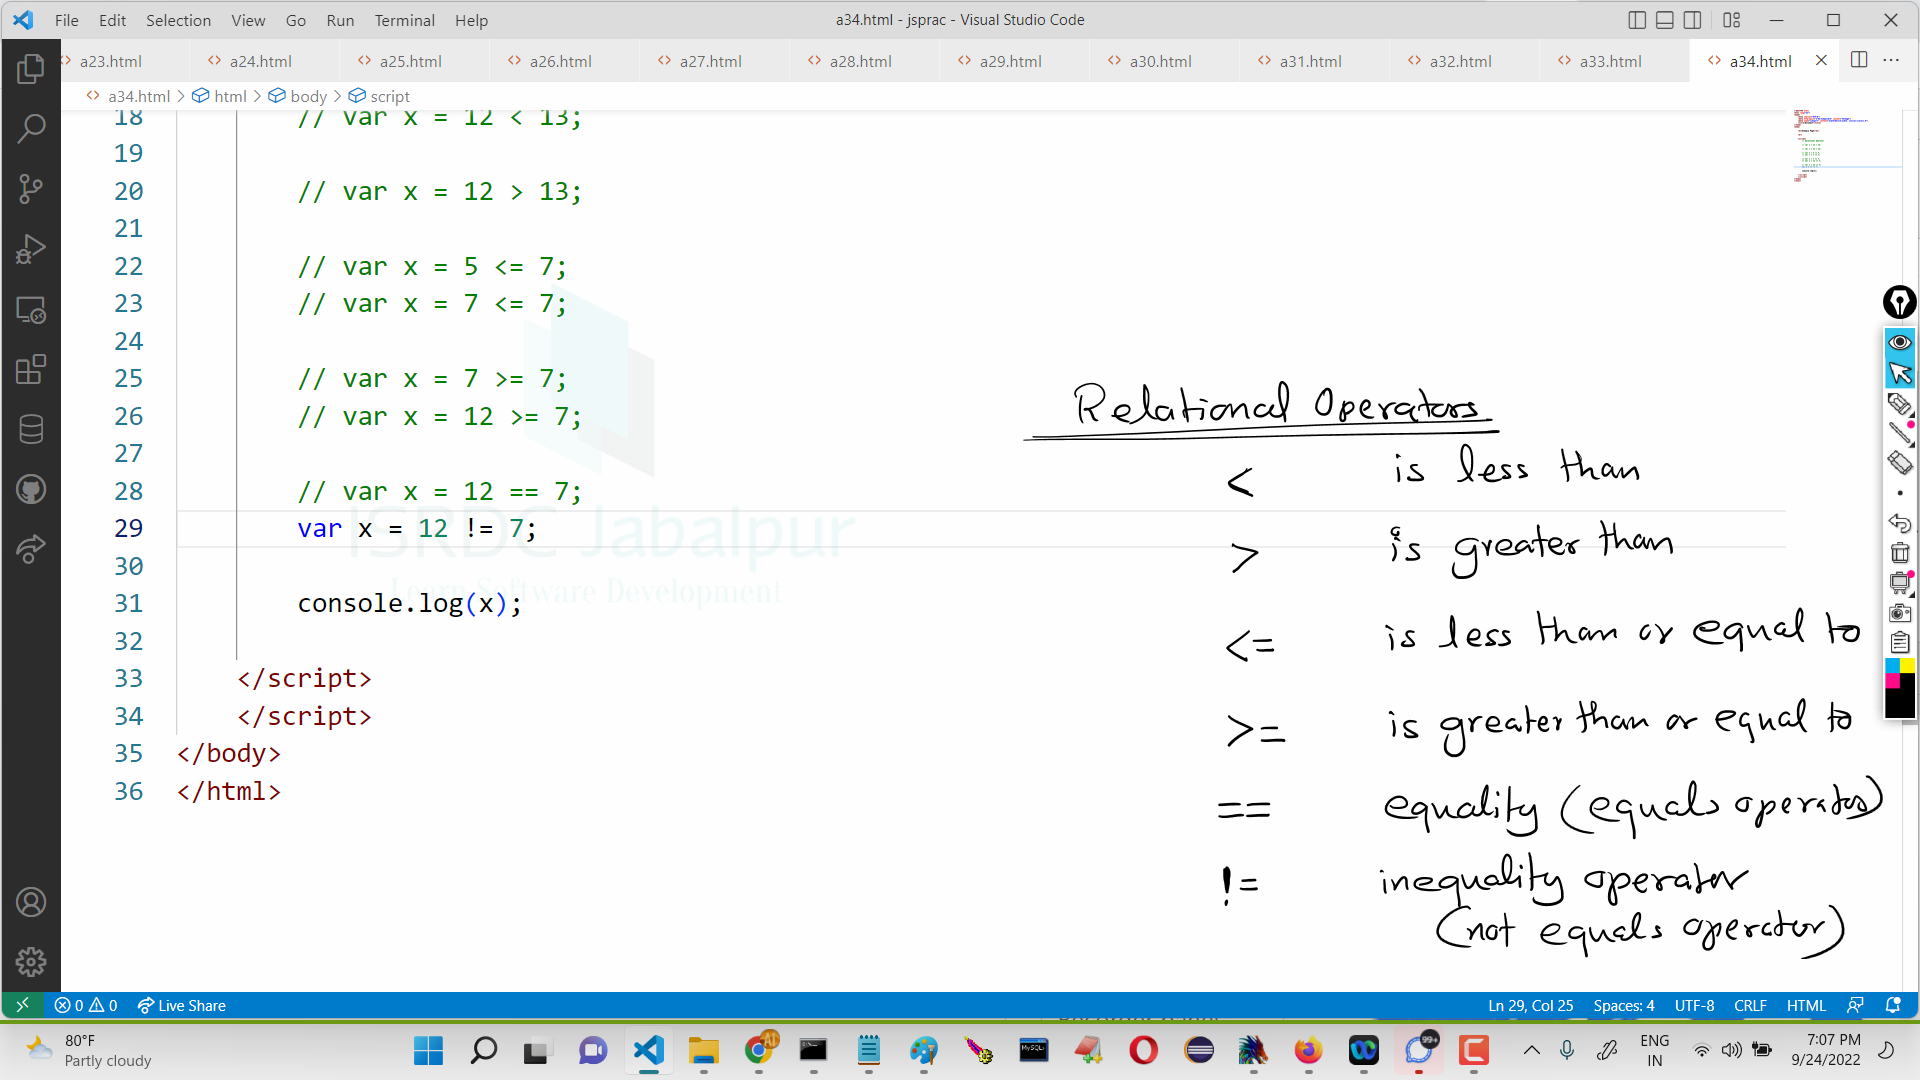 File Edit Selection View Go Run Terminal Help
a34.html - jsprac - Visual Studio Code
a23.html a24.html a25.html a26.html a27.html a28.html a29.html a30.html a31.html a32.html a33.html a34.html
a34.html > html > body > script
18 // var x = 12 < 13;
19
20 // var x = 12 > 13;
21
22 // var x = 5 <= 7;
23 // var x = 7 <= 7;
24
25 // var x = 7 >= 7;
26 // var x = 12 >= 7;
27
28 // var x = 12 == 7;
29 var x = 12 != 7;
30
31 console.log(x);
32
33 </script>
34 </script>
35 </body>
36 </html>
ISRDC Jabalpur
Learn Software Development
Relational Operators
< is less than
> is greater than
<= is less than or equal to
>= is greater than or equal to
== equality (equals operator)
!= inequality operator
(not equals operator)
0 0 Live Share
Ln 29, Col 25 Spaces: 4 UTF-8 CRLF HTML
80°F
Partly cloudy
MySQL
99+
ENG
IN
7:07 PM
9/24/2022